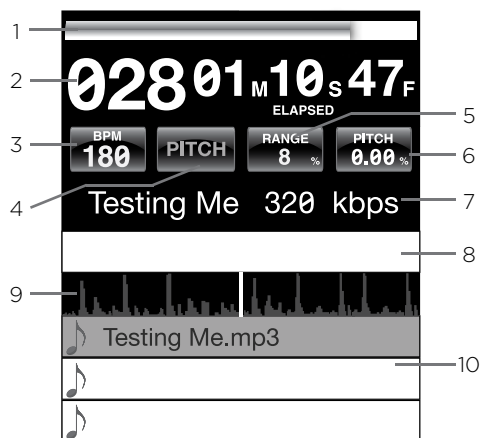 1
2
028 01 M 10 S 47 F
ELAPSED
3
BPM
180
PITCH
RANGE
8 %
PITCH
0.00 %
5
6
4
Testing Me 320 kbps
7
8
9
Testing Me.mp3
10